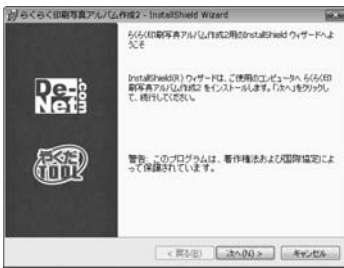 らくらく印刷写真アルバム作成2 - InstallShield Wizard
らくらく印刷写真アルバム作成2用のInstallShield ウィザードへよ
うこそ
InstallShield(R) ウィザードは、ご使用のコンピュータへ らくらく印
刷写真アルバム作成2 をインストールします。「次へ」をクリックし
て、続行してください。
De-
Net
.com
やくだつ
TOOL
警告: このプログラムは、著作権法および国際協定によ
って保護されています。
< 戻る(B)
次へ(N) >
キャンセル